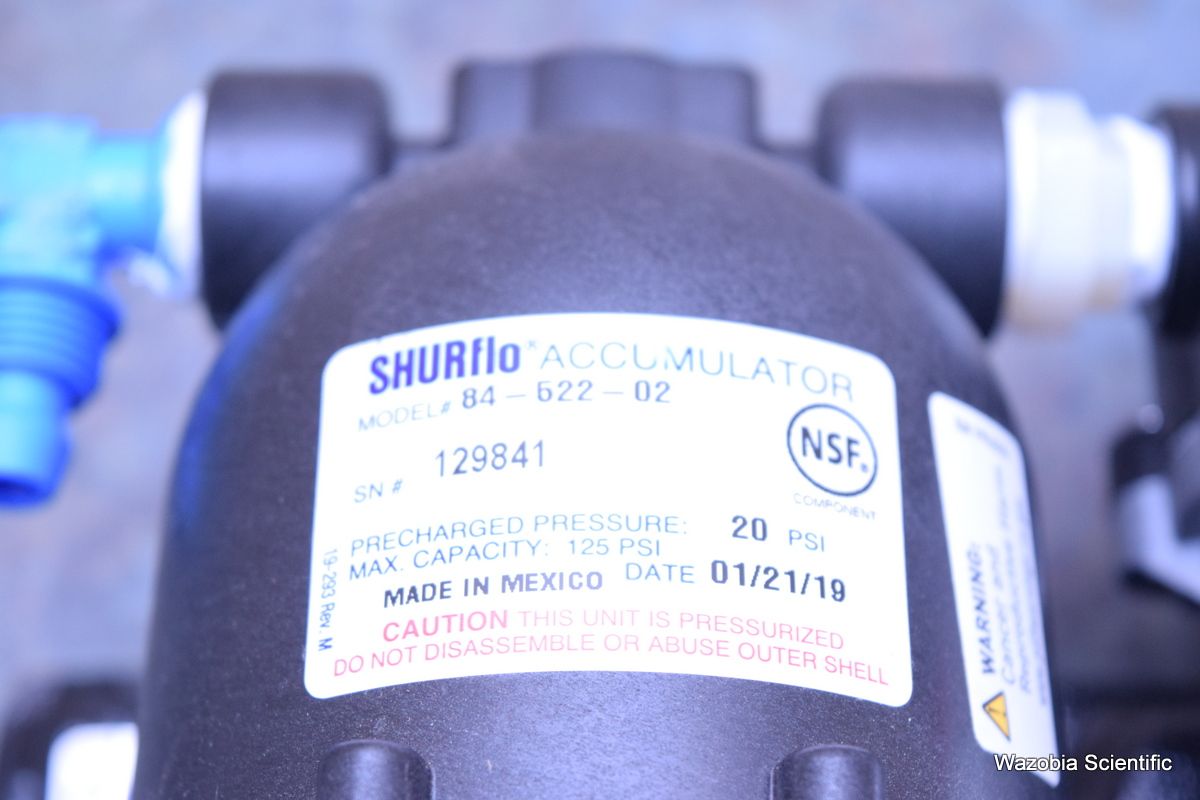 SHURflo® ACCUMULATOR
MODEL# 84-522-02
NSF®
COMPONENT
SN # 129841
PRECHARGED PRESSURE: 20 PSI
MAX. CAPACITY: 125 PSI
MADE IN MEXICO DATE 01/21/19
CAUTION THIS UNIT IS PRESSURIZED
DO NOT DISASSEMBLE OR ABUSE OUTER SHELL
19-293 Rev. M
WARNING:
Cancer and
Wazobia Scientific